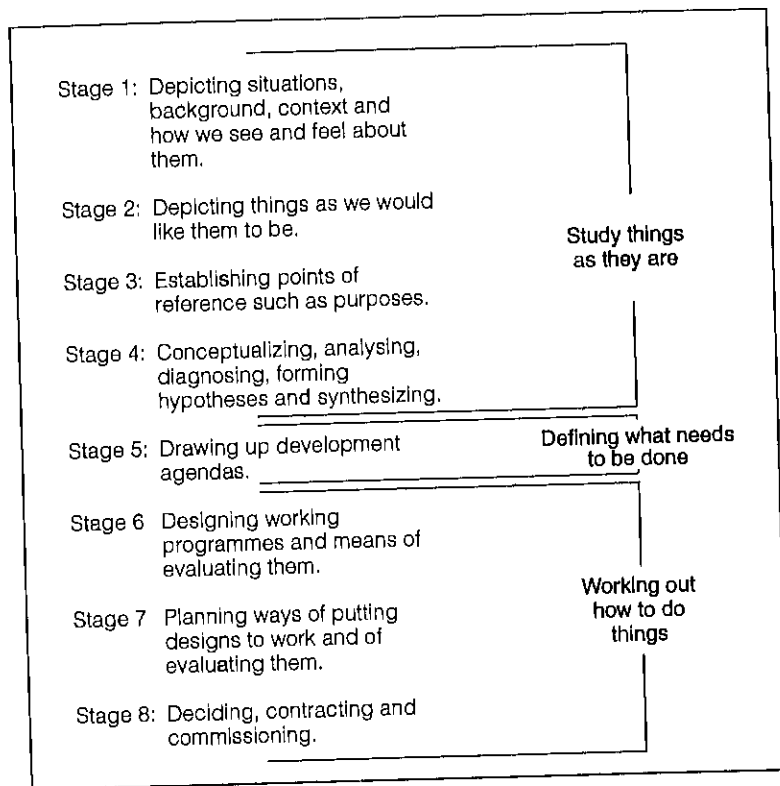 Stage 1: Depicting situations,
background, context and
how we see and feel about
them.
Stage 2: Depicting things as we would
like them to be.
Study things
as they are
Stage 3: Establishing points of
reference such as purposes.
Stage 4: Conceptualizing, analysing,
diagnosing, forming
hypotheses and synthesizing.
Stage 5: Drawing up development
agendas.
Defining what needs
to be done
Stage 6 Designing working
programmes and means of
evaluating them.
Stage 7 Planning ways of putting
designs to work and of
evaluating them.
Working out
how to do
things
Stage 8: Deciding, contracting and
commissioning.